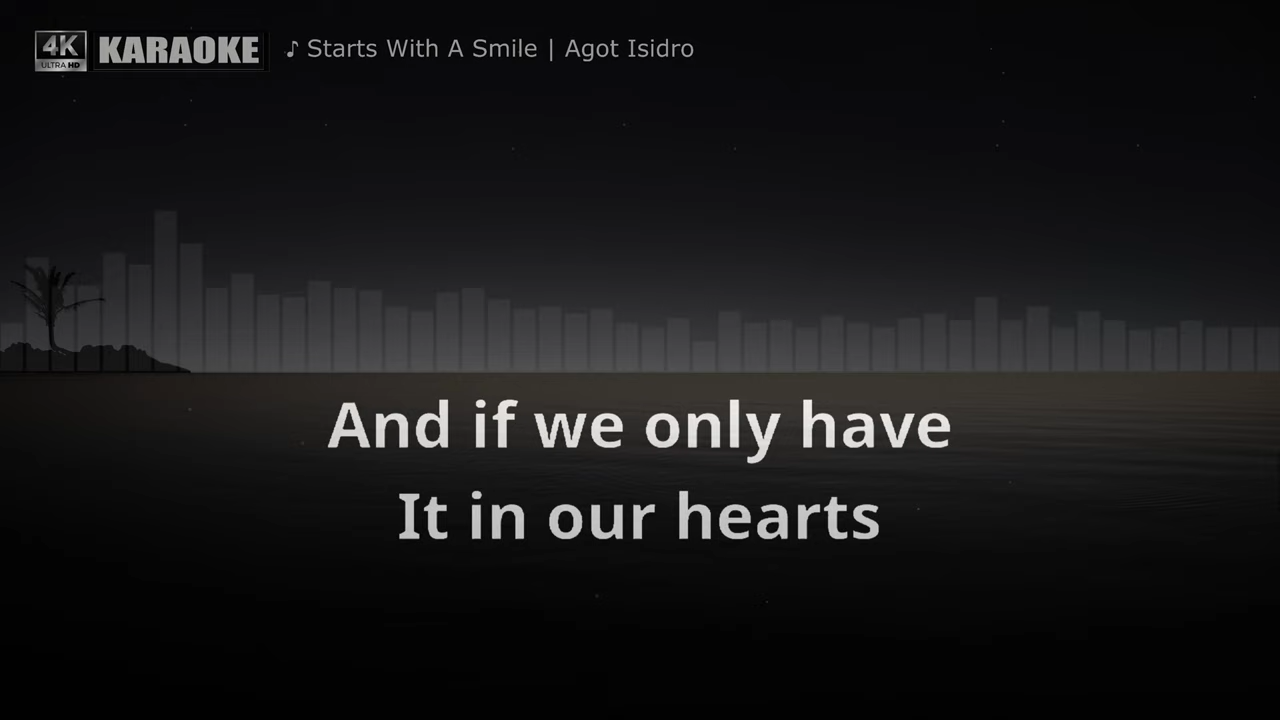 4K ULTRA HD KARAOKE ♪ Starts With A Smile | Agot Isidro
And if we only have
It in our hearts